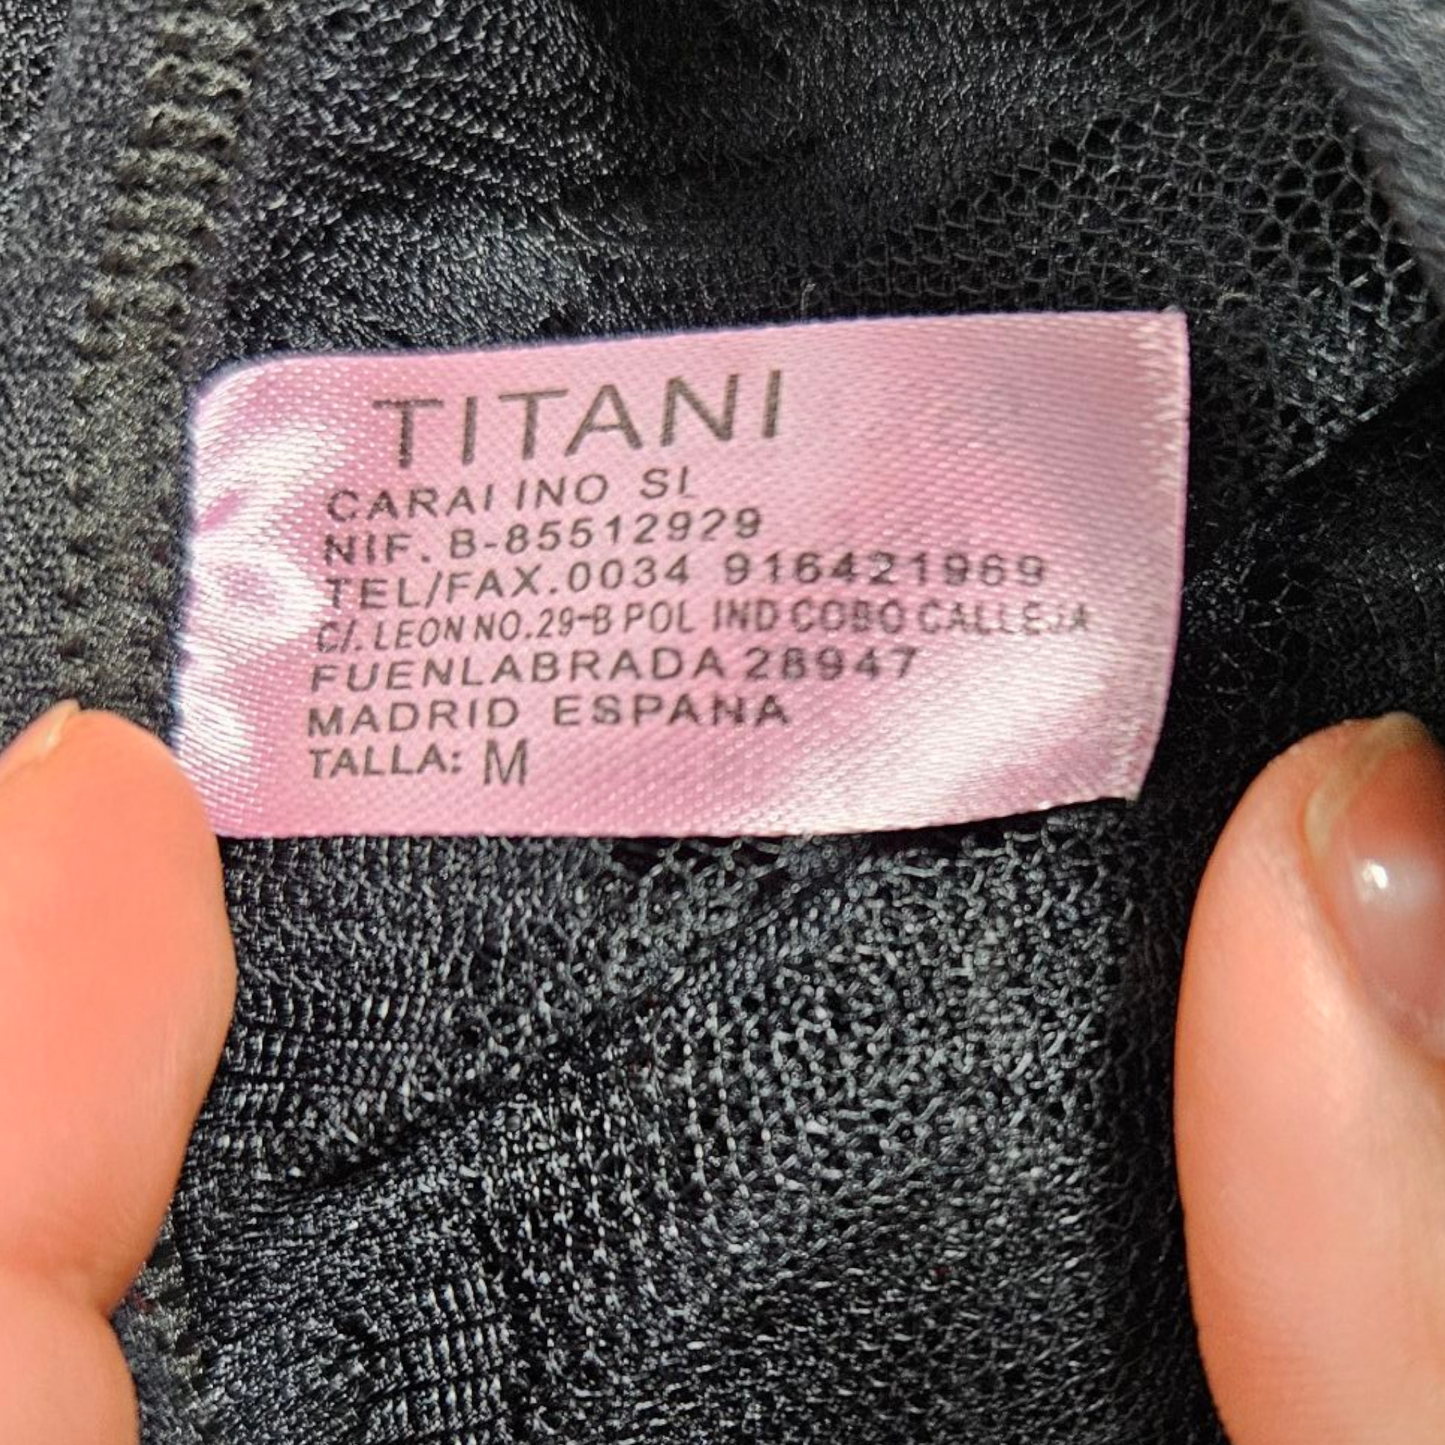 TITANI
CARALINO SL
NIF. B-85512929
TEL/FAX.0034 916421969
C/. LEON NO.29-B POL IND COBO CALLEJA
FUENLABRADA 28947
MADRID ESPANA
TALLA: M